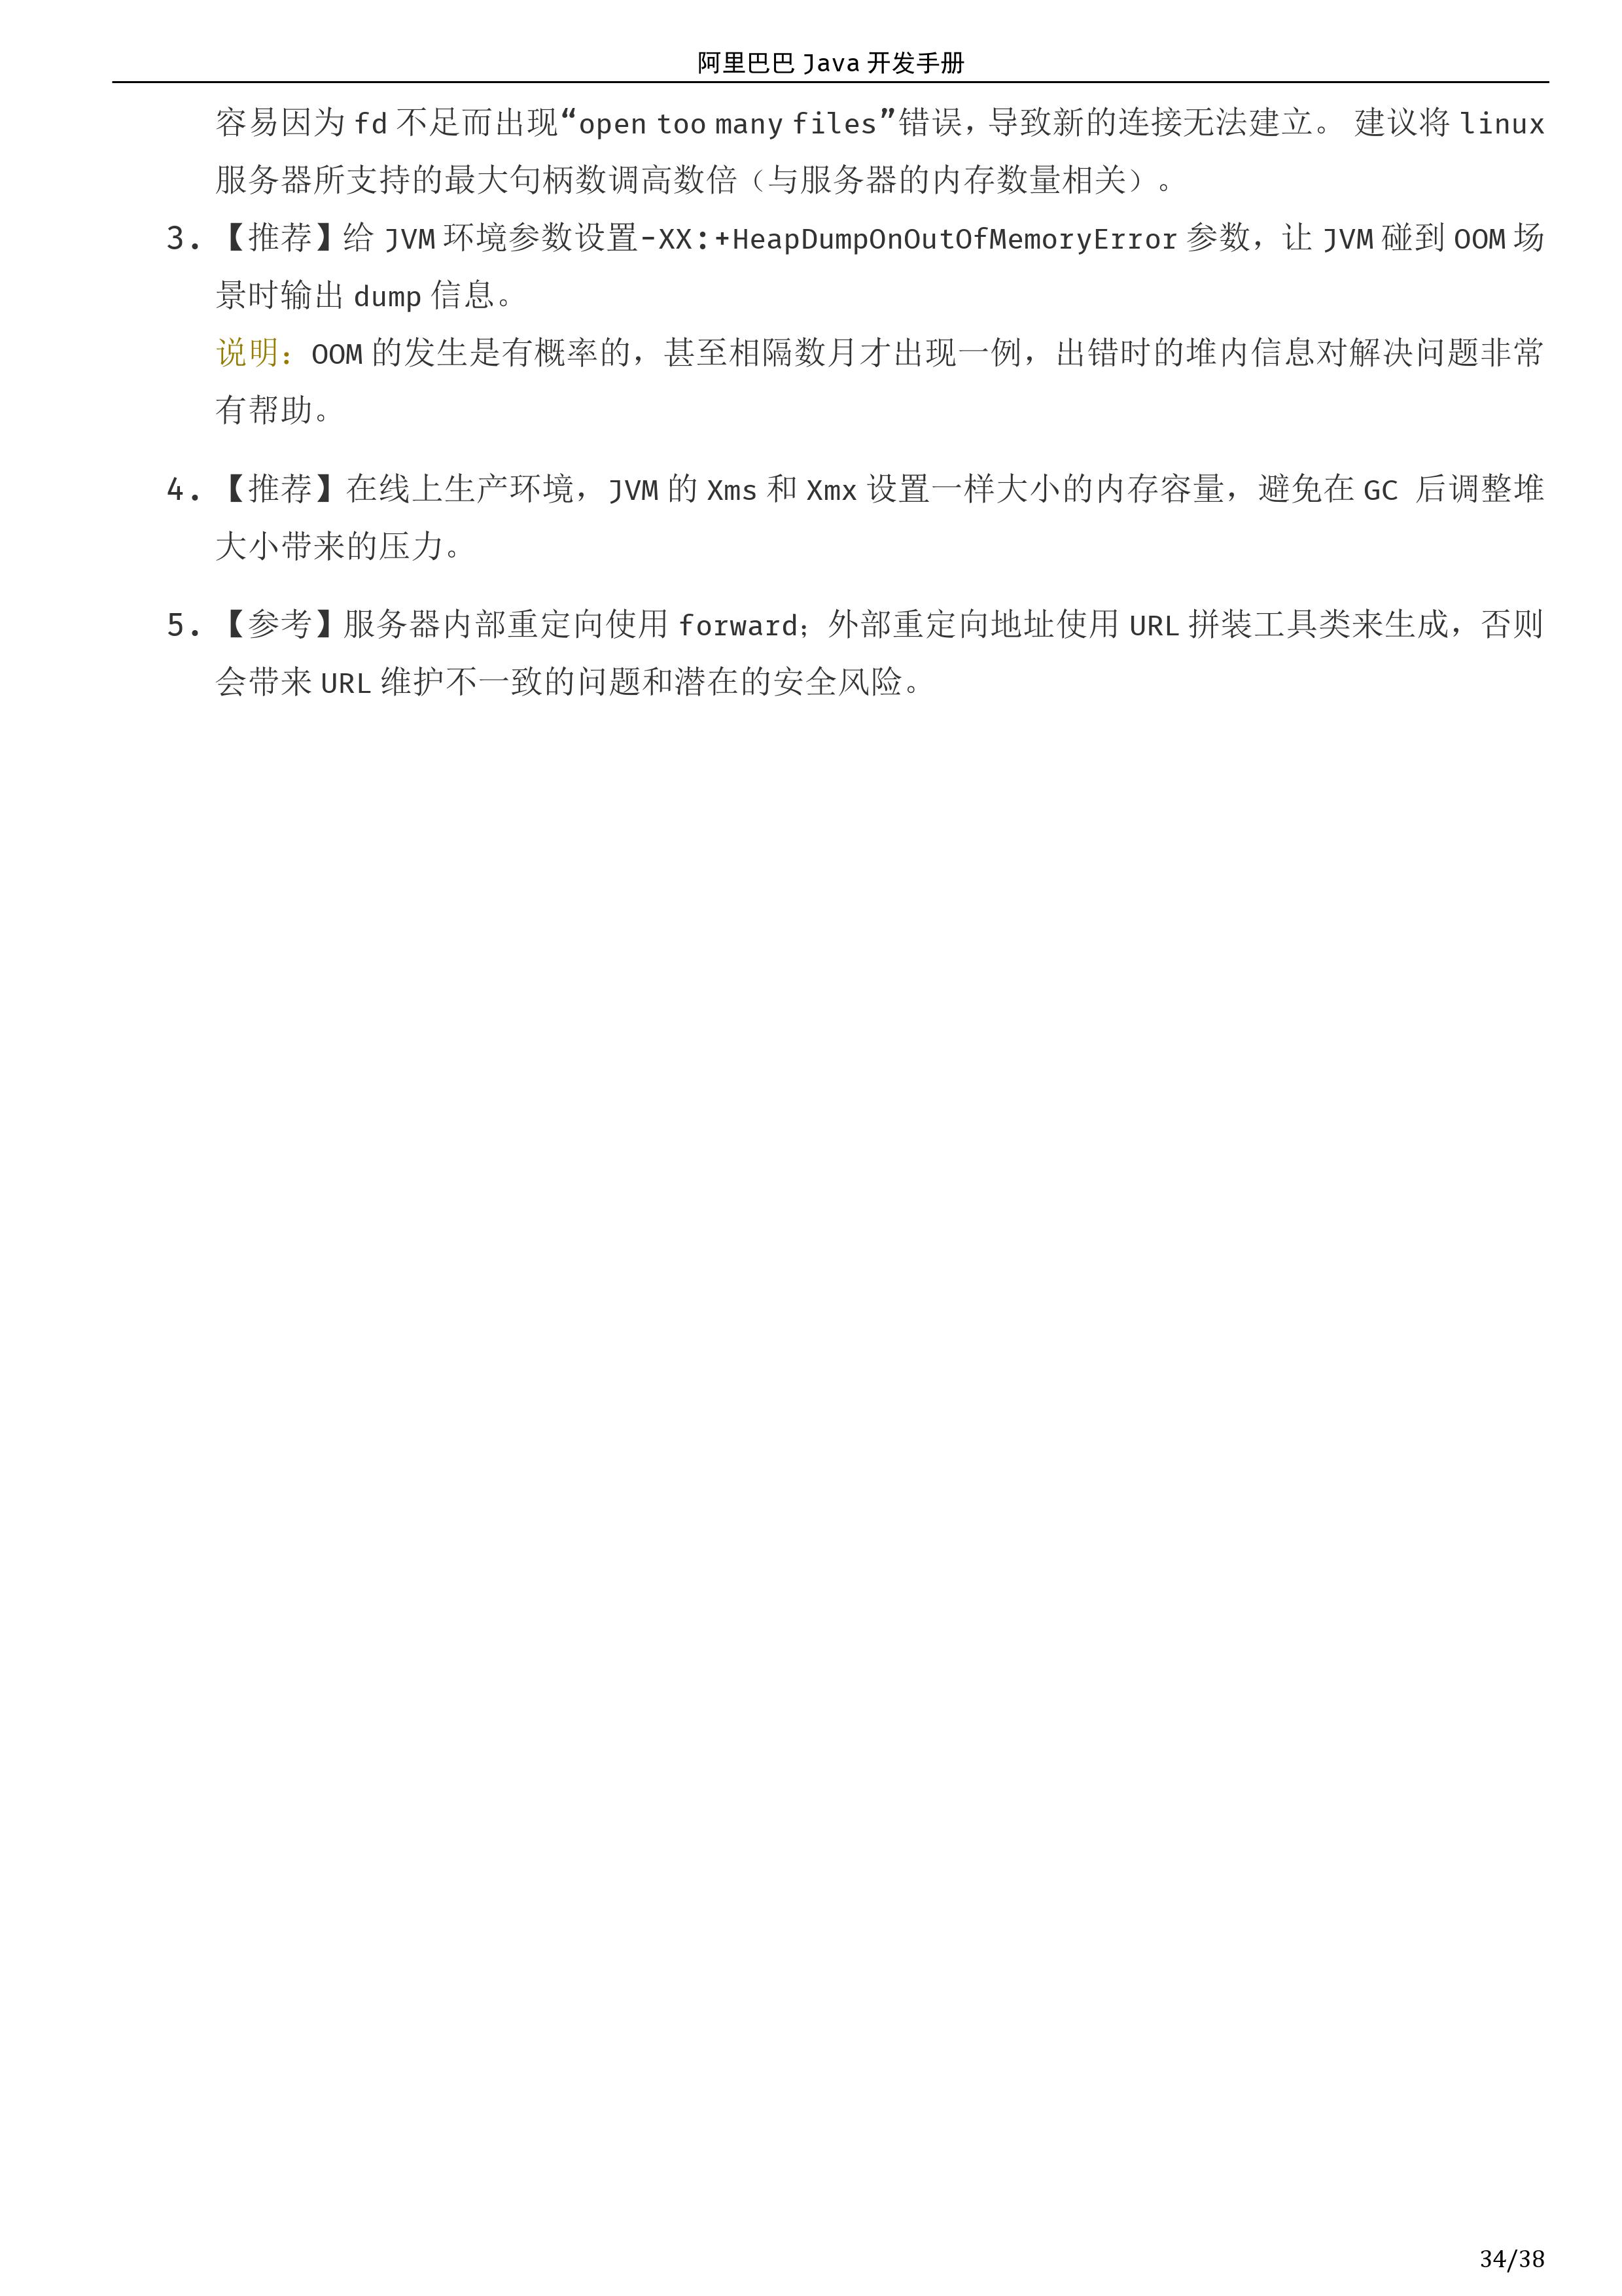 阿里巴巴 Java 开发手册
容易因为 fd 不足而出现“open too many files”错误，导致新的连接无法建立。 建议将 linux
服务器所支持的最大句柄数调高数倍（与服务器的内存数量相关）。
3. 【推荐】给 JVM 环境参数设置-XX:+HeapDumpOnOutOfMemoryError 参数，让 JVM 碰到 OOM 场
景时输出 dump 信息。
说明：OOM 的发生是有概率的，甚至相隔数月才出现一例，出错时的堆内信息对解决问题非常
有帮助。
4. 【推荐】在线上生产环境，JVM 的 Xms 和 Xmx 设置一样大小的内存容量，避免在 GC 后调整堆
大小带来的压力。
5. 【参考】服务器内部重定向使用 forward；外部重定向地址使用 URL 拼装工具类来生成，否则
会带来 URL 维护不一致的问题和潜在的安全风险。
34/38